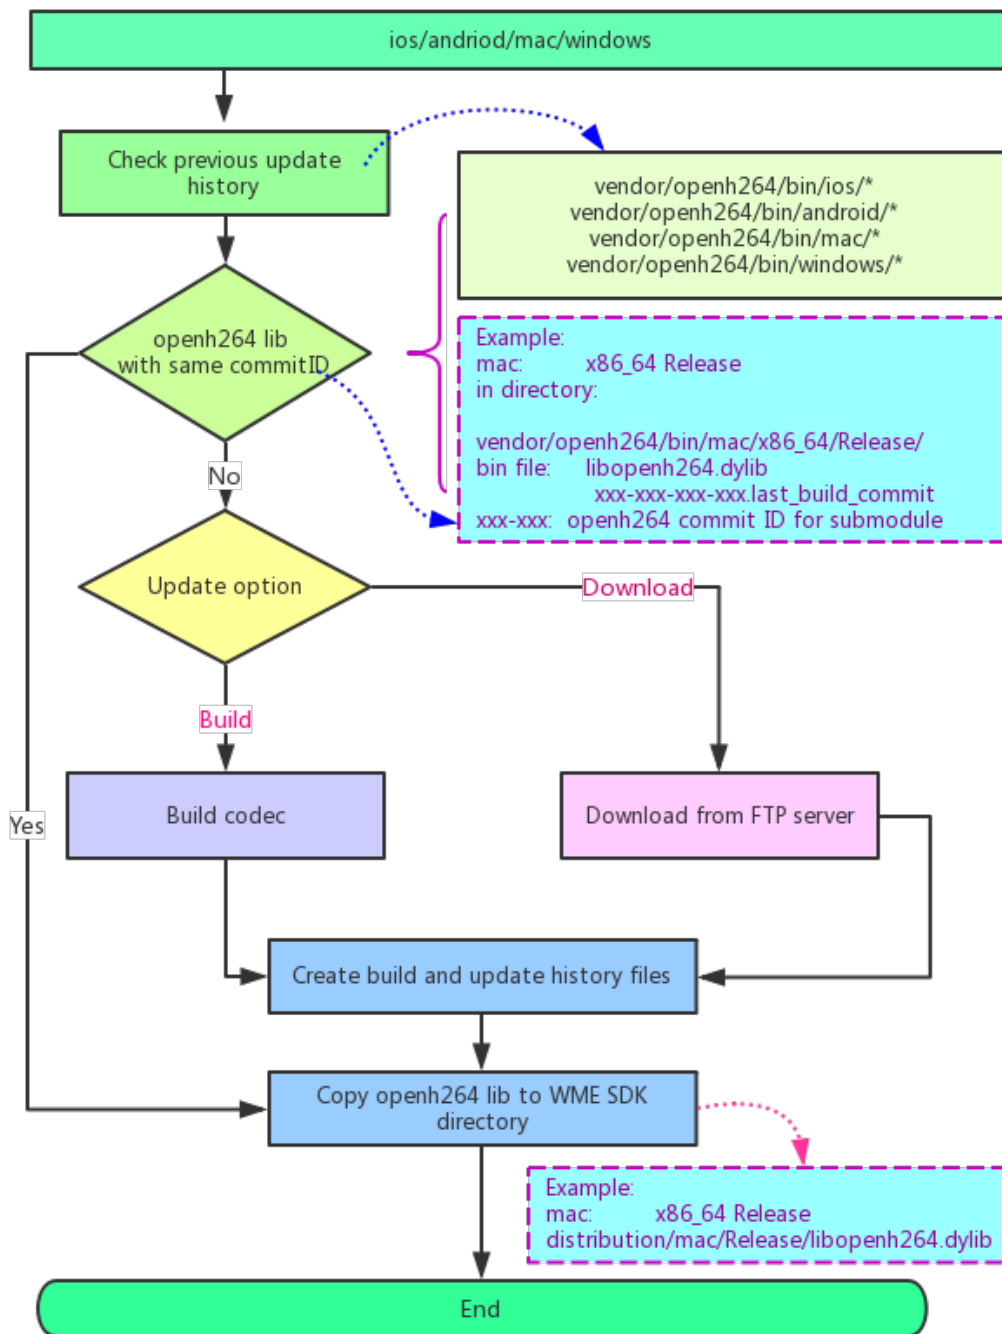 ios/andriod/mac/windows
Check previous update
history
vendor/openh264/bin/ios/*
vendor/openh264/bin/android/*
vendor/openh264/bin/mac/*
vendor/openh264/bin/windows/*
openh264 lib
with same commitID
Example:
mac: x86_64 Release
in directory:
vendor/openh264/bin/mac/x86_64/Release/
bin file: libopenh264.dylib
xxx-xxx-xxx-xxx.last_build_commit
xxx-xxx: openh264 commit ID for submodule
No
Update option
Download
Build
Build codec
Download from FTP server
Yes
Create build and update history files
Copy openh264 lib to WME SDK
directory
Example:
mac: x86_64 Release
distribution/mac/Release/libopenh264.dylib
End